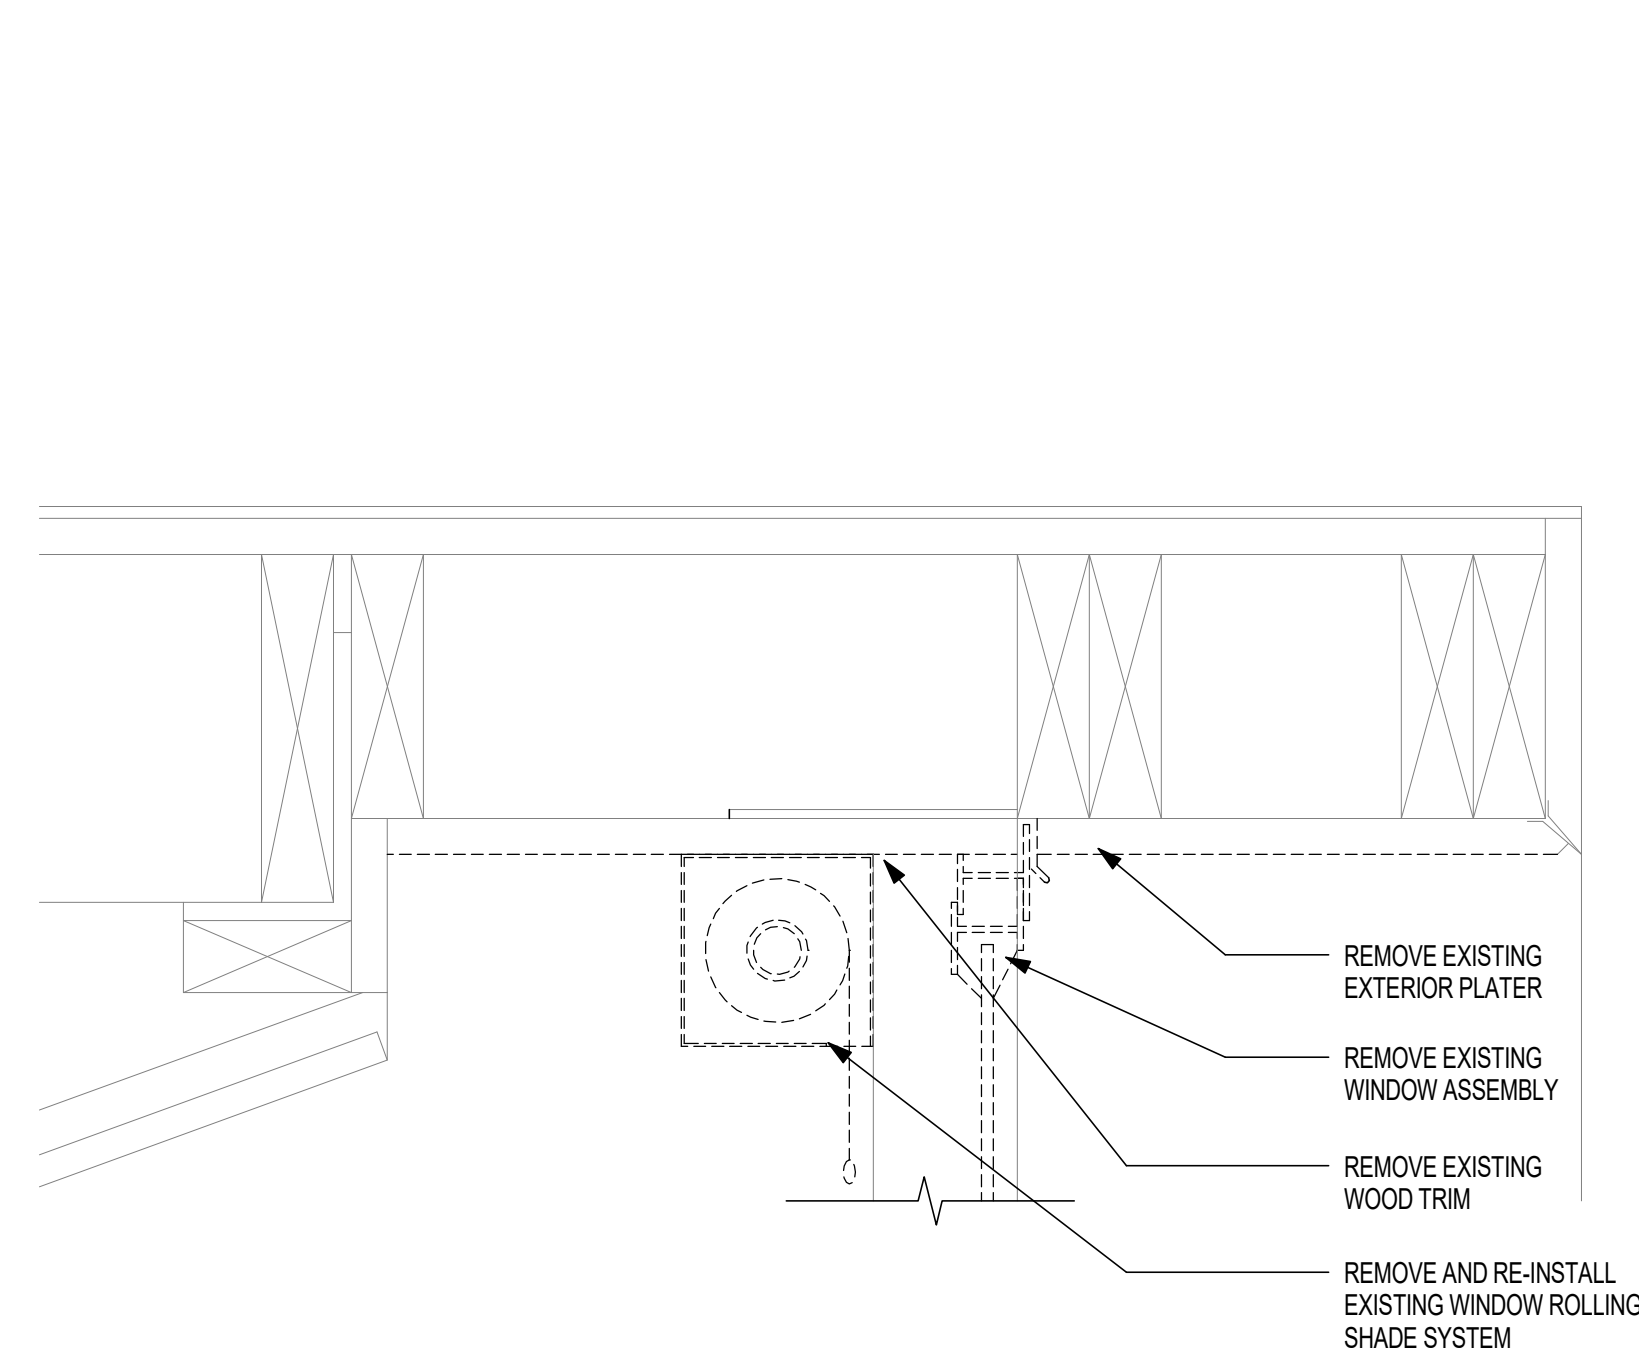 REMOVE EXISTING
EXTERIOR PLATER
REMOVE EXISTING
WINDOW ASSEMBLY
REMOVE EXISTING
WOOD TRIM
REMOVE AND RE-INSTALL
EXISTING WINDOW ROLLING
SHADE SYSTEM